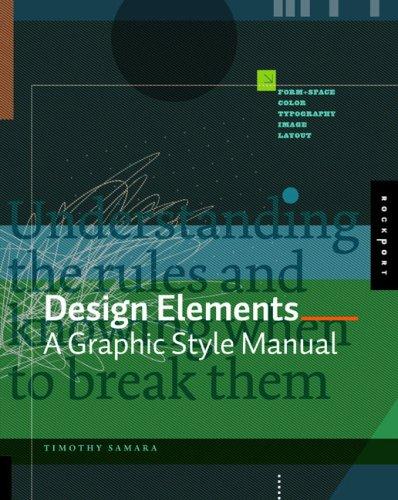 FORM+SPACE
COLOR
TYPOGRAPHY
IMAGE
LAYOUT
ROCKPORT
Understanding
the rules and
knowing when
to break them
Design Elements
A Graphic Style Manual
TIMOTHY SAMARA